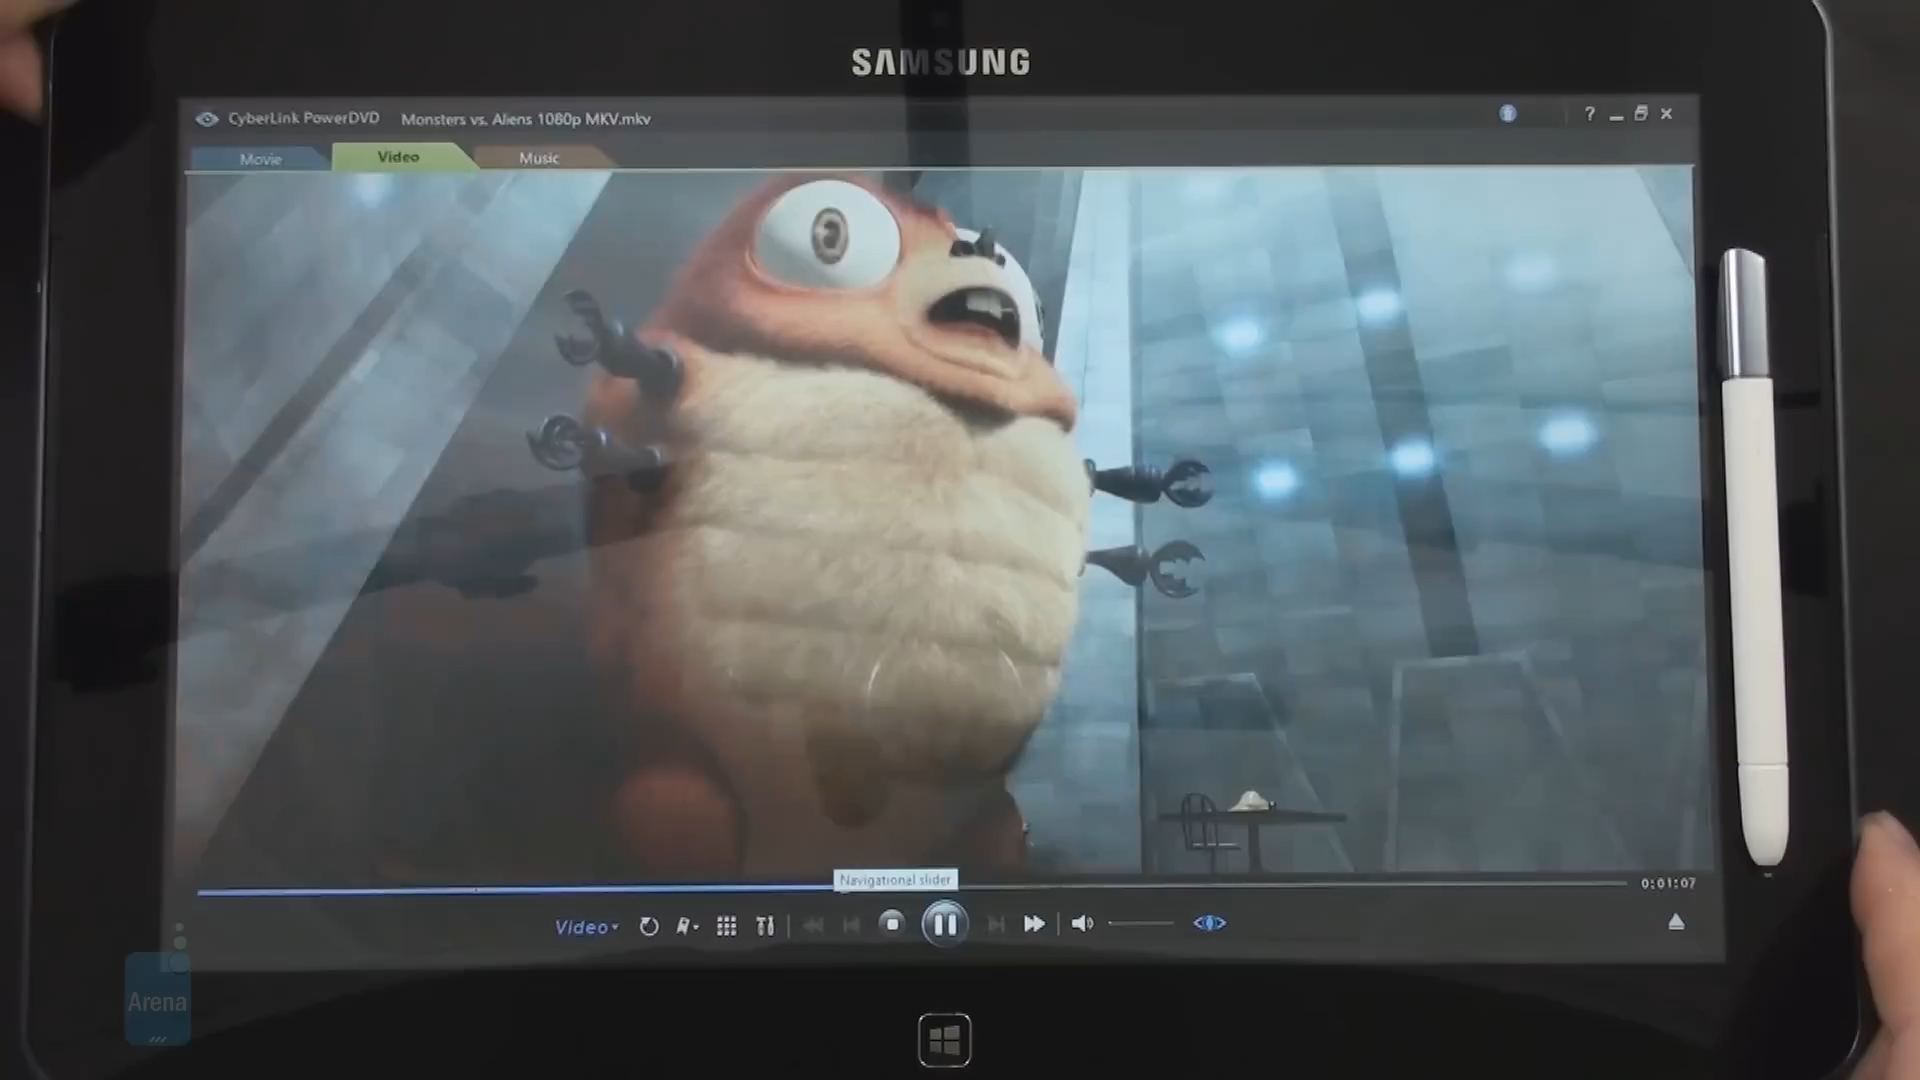 SAMSUNG
CyberLink PowerDVD Monsters vs. Aliens 1080p MKV.mkv ?
Movie Video Music
Navigational slider
0:01:07
Video
Arena